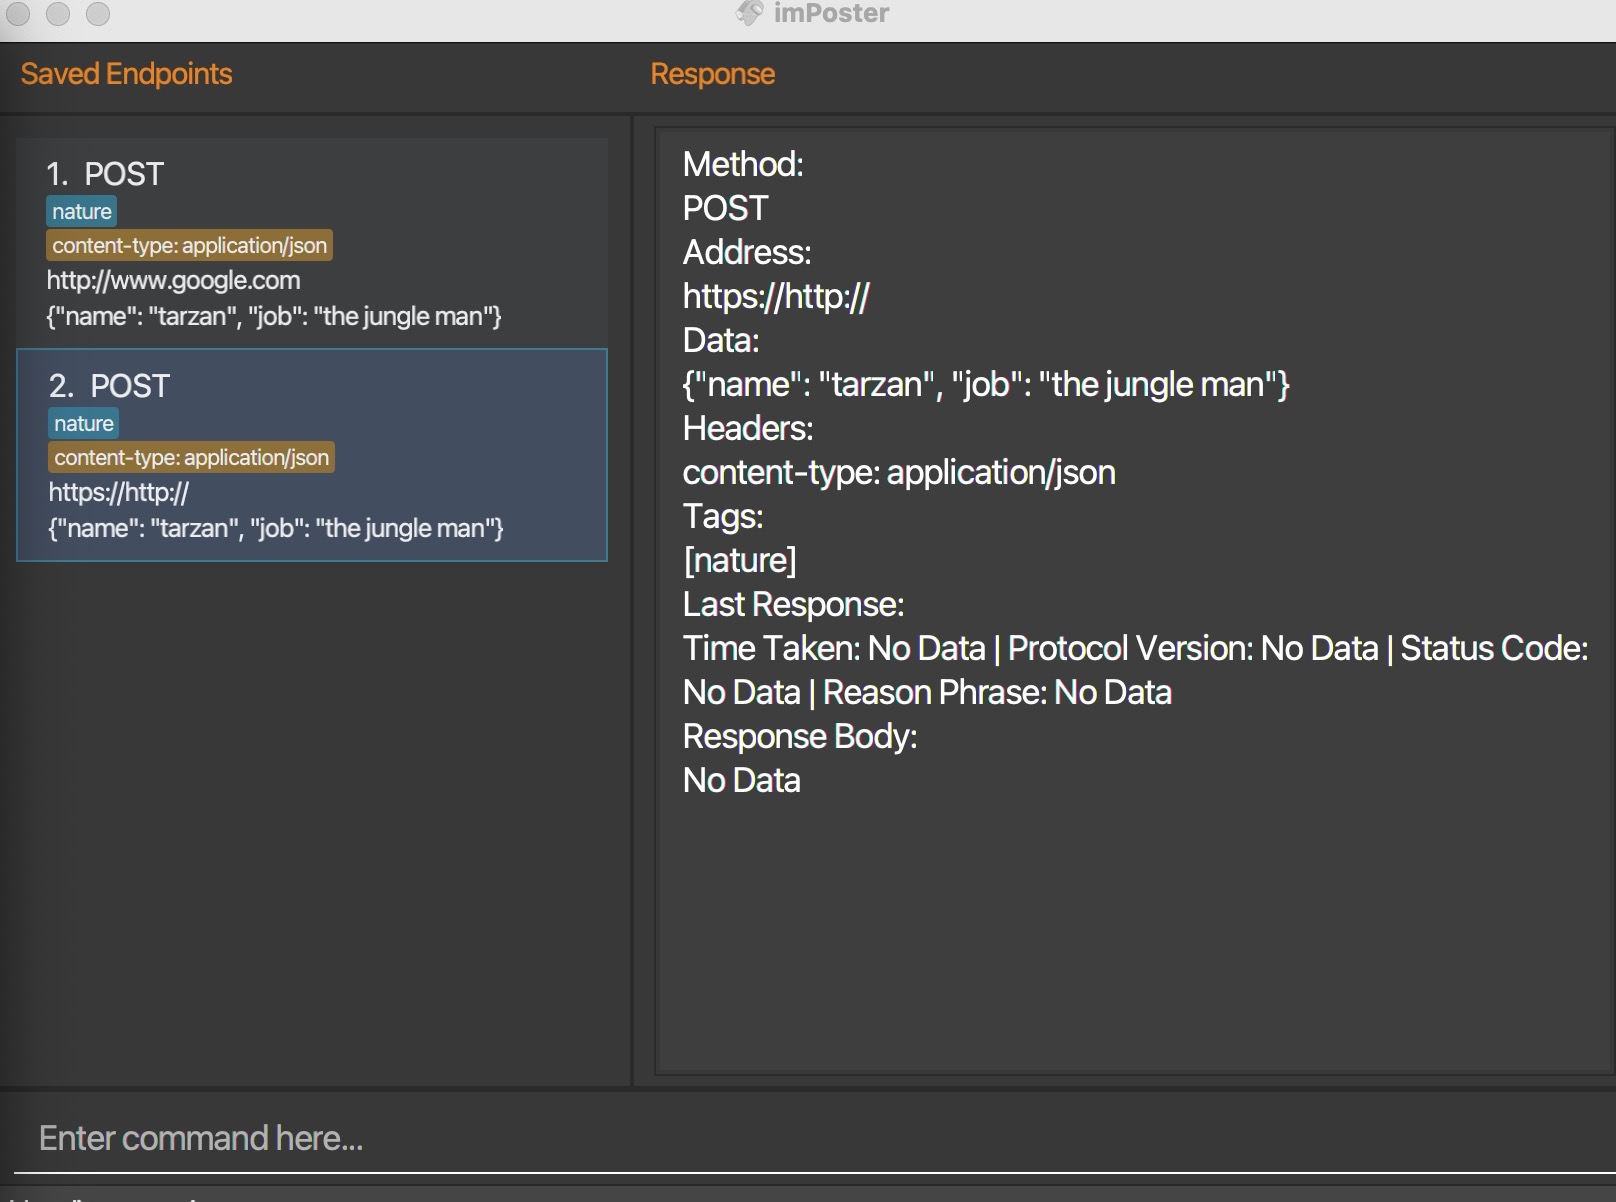 imPoster
Saved Endpoints
Response
1. POST
nature
content-type: application/json
http://www.google.com
{"name": "tarzan", "job": "the jungle man"}
2. POST
nature
content-type: application/json
https://http://
{"name": "tarzan", "job": "the jungle man"}
Method:
POST
Address:
https://http://
Data:
{"name": "tarzan", "job": "the jungle man"}
Headers:
content-type: application/json
Tags:
[nature]
Last Response:
Time Taken: No Data | Protocol Version: No Data | Status Code:
No Data | Reason Phrase: No Data
Response Body:
No Data
Enter command here...